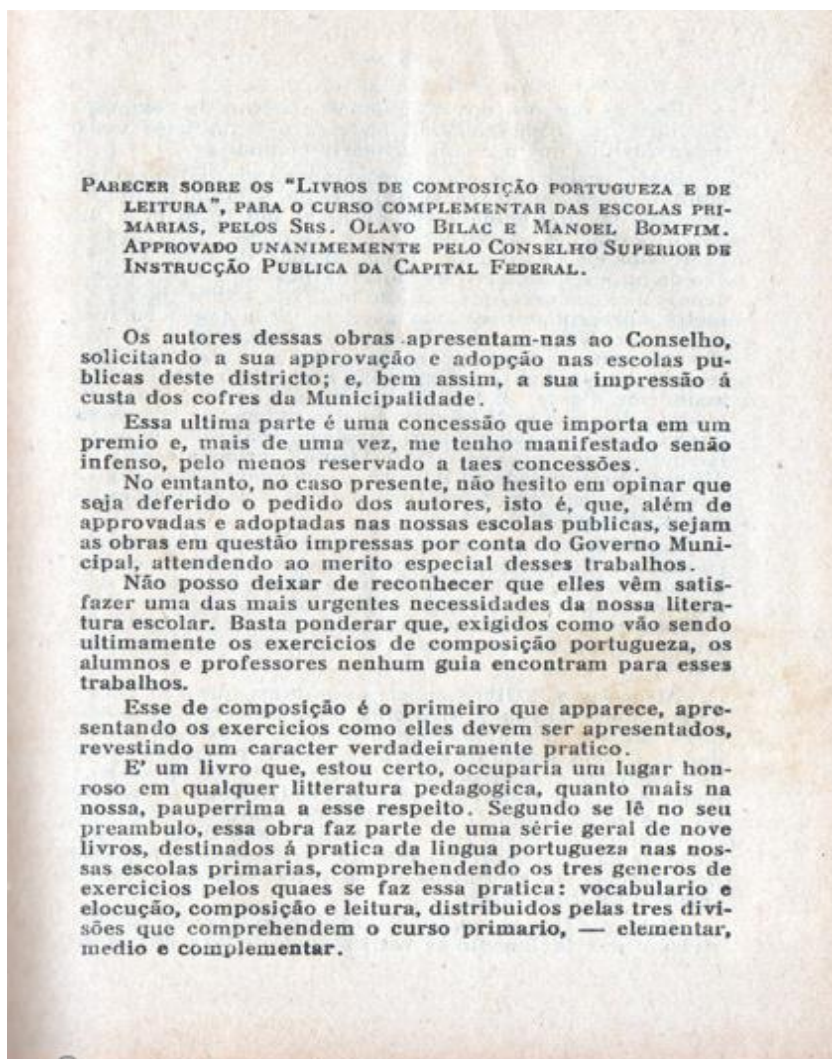 PARECER SOBRE OS "LIVROS DE COMPOSIÇÃO PORTUGUEZA E DE
LEITURA", PARA O CURSO COMPLEMENTAR DAS ESCOLAS PRI-
MARIAS, PELOS SRS. OLAVO BILAC E MANOEL BOMFIM.
APPROVADO UNANIMEMENTE PELO CONSELHO SUPERIOR DE
INSTRUCÇÃO PUBLICA DA CAPITAL FEDERAL.
Os autores dessas obras apresentam-nas ao Conselho,
solicitando a sua approvação e adopção nas escolas pu-
blicas deste districto; e, bem assim, a sua impressão á
custa dos cofres da Municipalidade.
Essa ultima parte é uma concessão que importa em um
premio e, mais de uma vez, me tenho manifestado senão
infenso, pelo menos reservado a taes concessões.
No emtanto, no caso presente, não hesito em opinar que
seja deferido o pedido dos autores, isto é, que, além de
approvadas e adoptadas nas nossas escolas publicas, sejam
as obras em questão impressas por conta do Governo Muni-
cipal, attendendo ao merito especial desses trabalhos.
Não posso deixar de reconhecer que elles vêm satis-
fazer uma das mais urgentes necessidades da nossa litera-
tura escolar. Basta ponderar que, exigidos como vão sendo
ultimamente os exercicios de composição portugueza, os
alumnos e professores nenhum guia encontram para esses
trabalhos.
Esse de composição é o primeiro que apparece, apre-
sentando os exercicios como elles devem ser apresentados,
revestindo um caracter verdadeiramente pratico.
E' um livro que, estou certo, occuparia um lugar hon-
roso em qualquer litteratura pedagogica, quanto mais na
nossa, pauperrima a esse respeito. Segundo se lê no seu
preambulo, essa obra faz parte de uma série geral de nove
livros, destinados á pratica da lingua portugueza nas nos-
sas escolas primarias, comprehendendo os tres generos de
exercicios pelos quaes se faz essa pratica: vocabulario e
elocução, composição e leitura, distribuidos pelas tres divi-
sões que comprehendem o curso primario, — elementar,
medio e complementar.